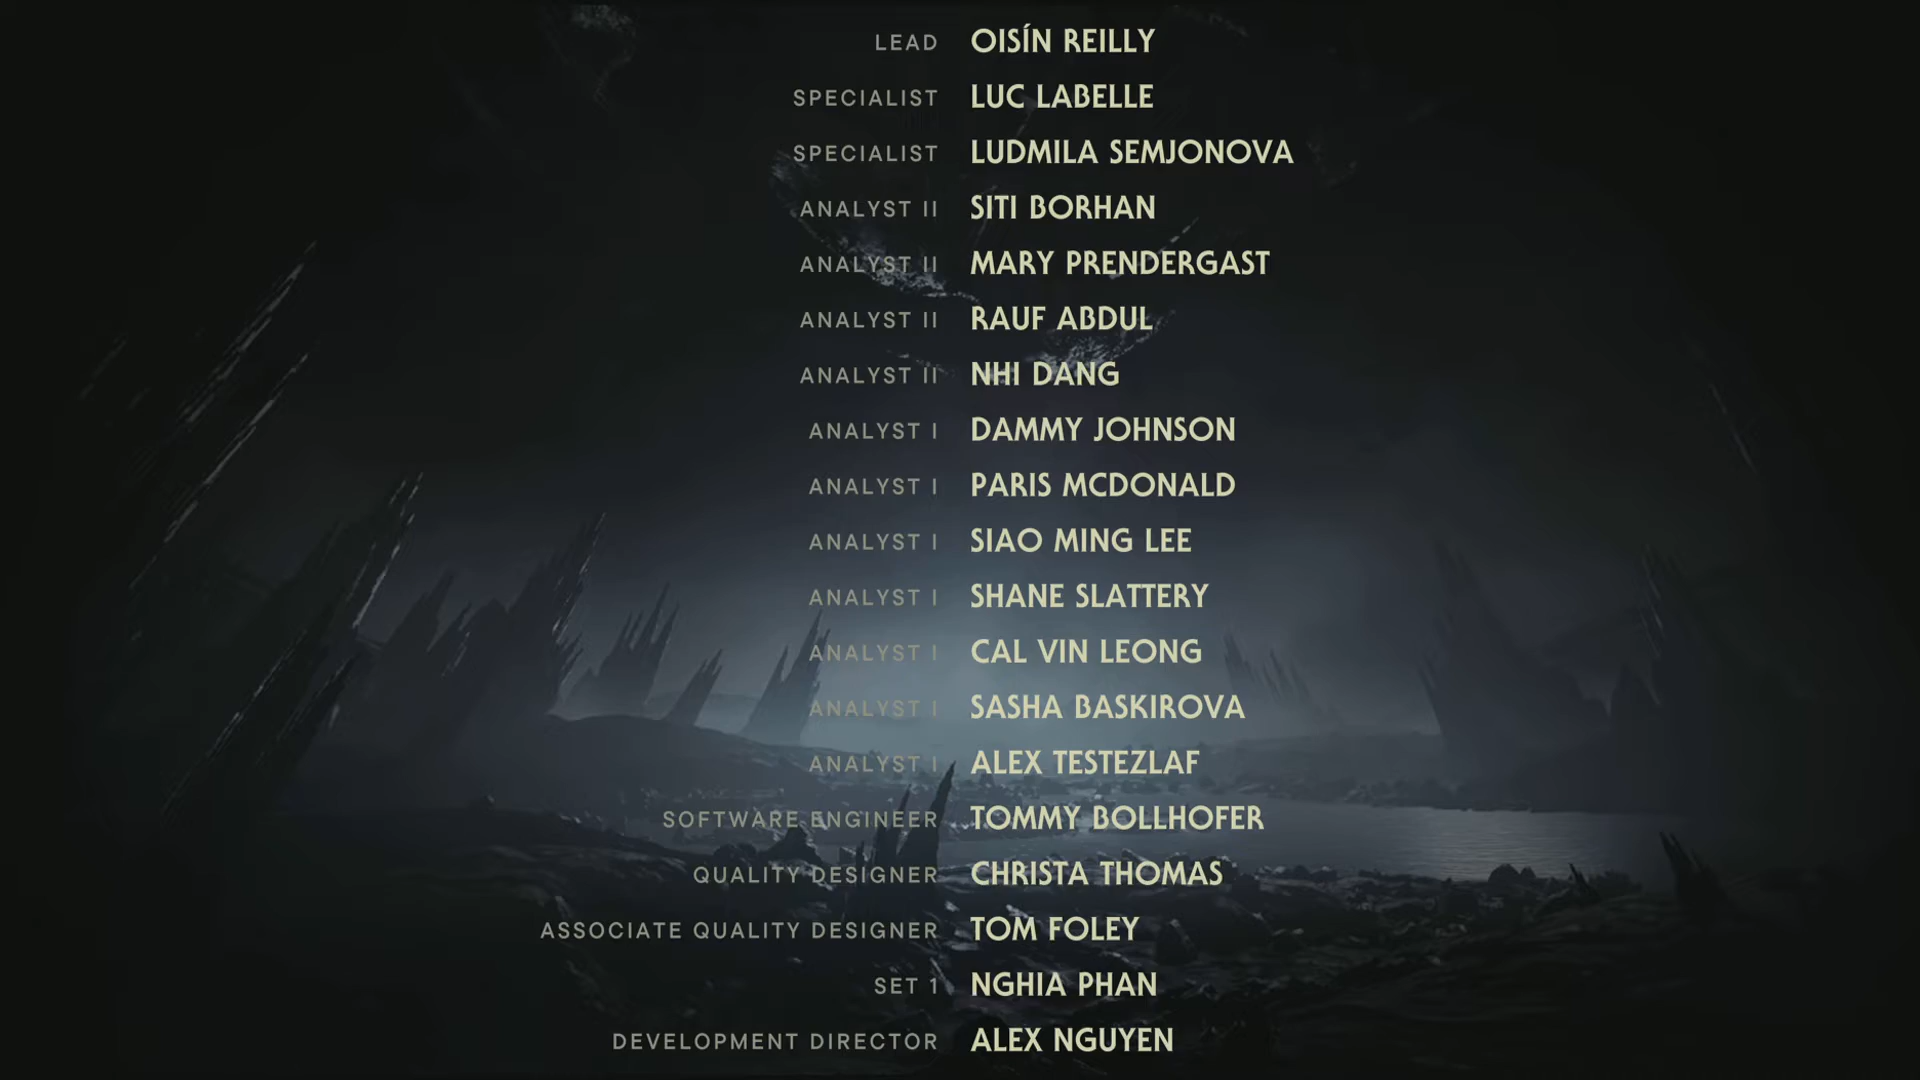 LEAD OISÍN REILLY
SPECIALIST LUC LABELLE
SPECIALIST LUDMILA SEMJONOVA
ANALYST II SITI BORHAN
ANALYST II MARY PRENDERGAST
ANALYST II RAUF ABDUL
ANALYST II NHI DANG
ANALYST I DAMMY JOHNSON
ANALYST I PARIS MCDONALD
ANALYST I SIAO MING LEE
ANALYST I SHANE SLATTERY
ANALYST I CAL VIN LEONG
ANALYST I SASHA BASKIROVA
ANALYST I ALEX TESTEZLAF
SOFTWARE ENGINEER TOMMY BOLLHOFER
QUALITY DESIGNER CHRISTA THOMAS
ASSOCIATE QUALITY DESIGNER TOM FOLEY
SET 1 NGHIA PHAN
DEVELOPMENT DIRECTOR ALEX NGUYEN